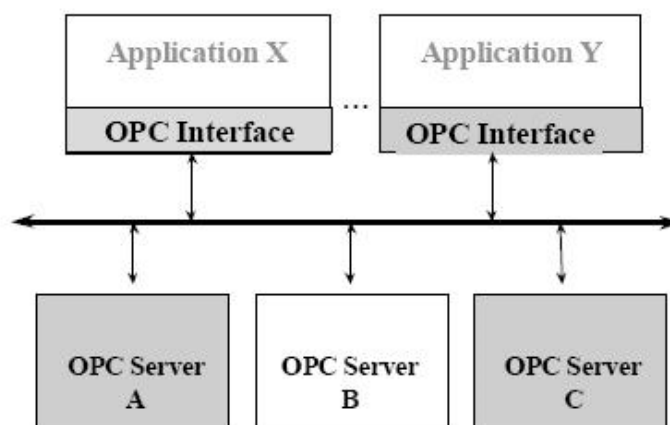 Application X
Application Y
...
OPC Interface
OPC Interface
OPC Server
A
OPC Server
B
OPC Server
C